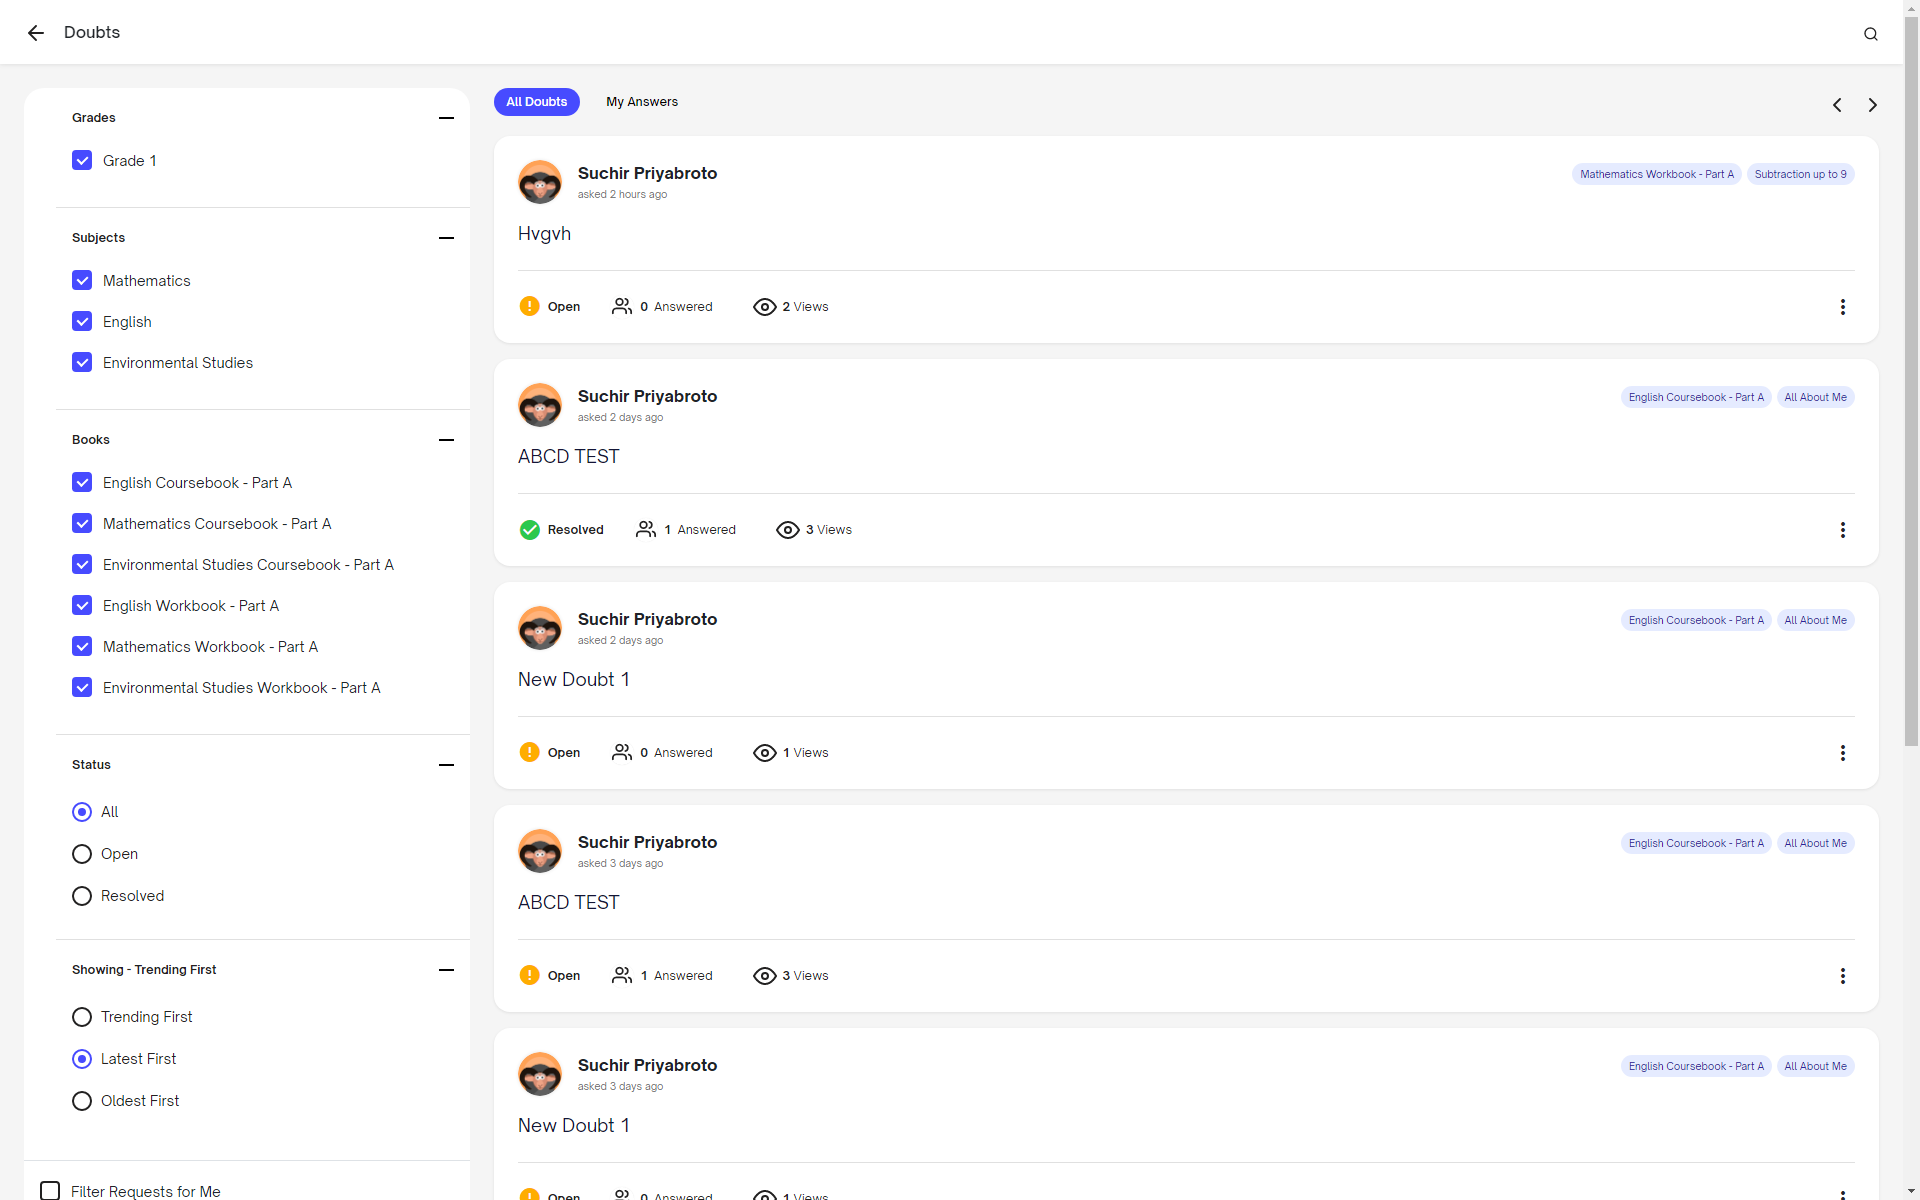 Doubts
Grades
Grade 1
Subjects
Mathematics
English
Environmental Studies
Books
English Coursebook - Part A
Mathematics Coursebook - Part A
Environmental Studies Coursebook - Part A
English Workbook - Part A
Mathematics Workbook - Part A
Environmental Studies Workbook - Part A
Status
All
Open
Resolved
Showing - Trending First
Trending First
Latest First
Oldest First
Filter Requests for Me
All Doubts My Answers
Suchir Priyabroto Mathematics Workbook - Part A Subtraction up to 9
asked 2 hours ago
Hvgvh
Open 0 Answered 2 Views
Suchir Priyabroto English Coursebook - Part A All About Me
asked 2 days ago
ABCD TEST
Resolved 1 Answered 3 Views
Suchir Priyabroto English Coursebook - Part A All About Me
asked 2 days ago
New Doubt 1
Open 0 Answered 1 Views
Suchir Priyabroto English Coursebook - Part A All About Me
asked 3 days ago
ABCD TEST
Open 1 Answered 3 Views
Suchir Priyabroto English Coursebook - Part A All About Me
asked 3 days ago
New Doubt 1
Open 0 Answered 1 Views